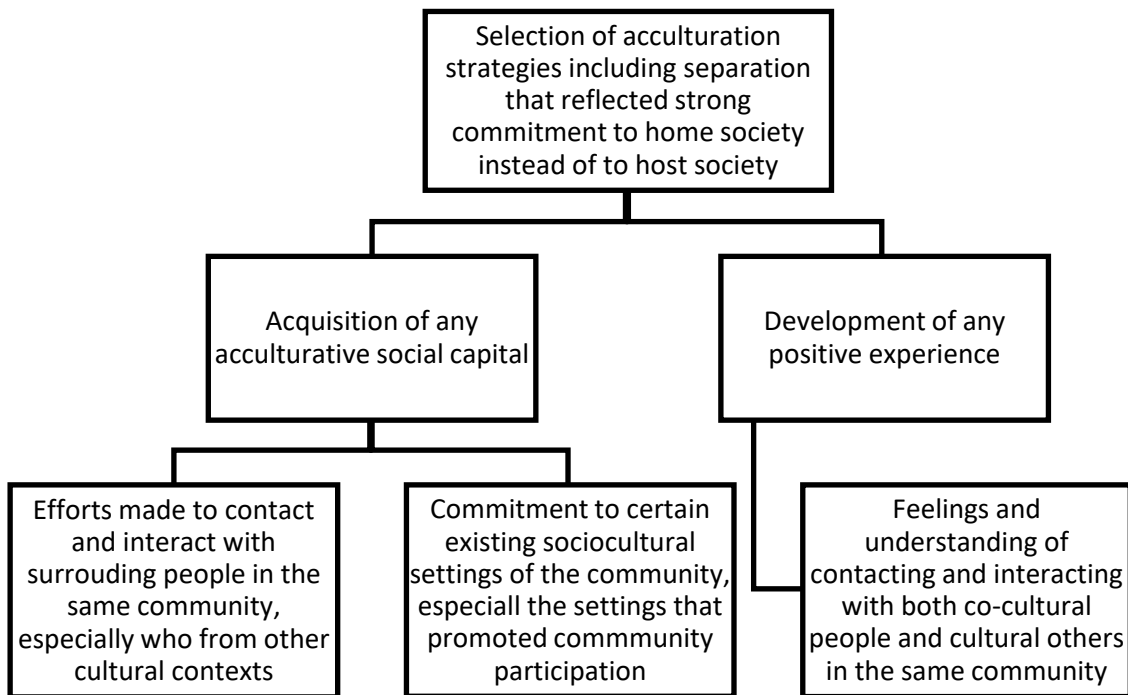 Selection of acculturation
strategies including separation
that reflected strong
commitment to home society
instead of to host society
Acquisition of any
acculturative social capital
Development of any
positive experience
Efforts made to contact
and interact with
surrouding people in the
same community,
especially who from other
cultural contexts
Commitment to certain
existing sociocultural
settings of the community,
especiall the settings that
promoted commmunity
participation
Feelings and
understanding of
contacting and interacting
with both co-cultural
people and cultural others
in the same community